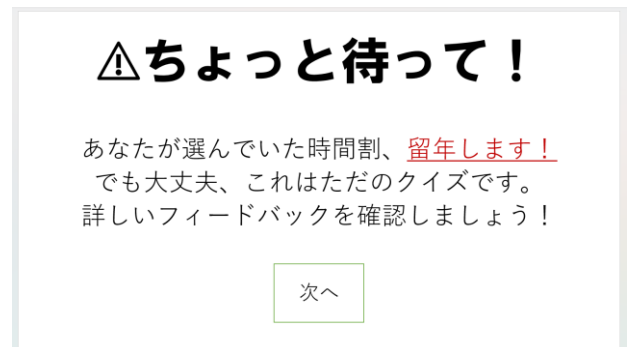 ⚠ちょっと待って！
あなたが選んでいた時間割、留年します！
でも大丈夫、これはただのクイズです。
詳しいフィードバックを確認しましょう！
次へ